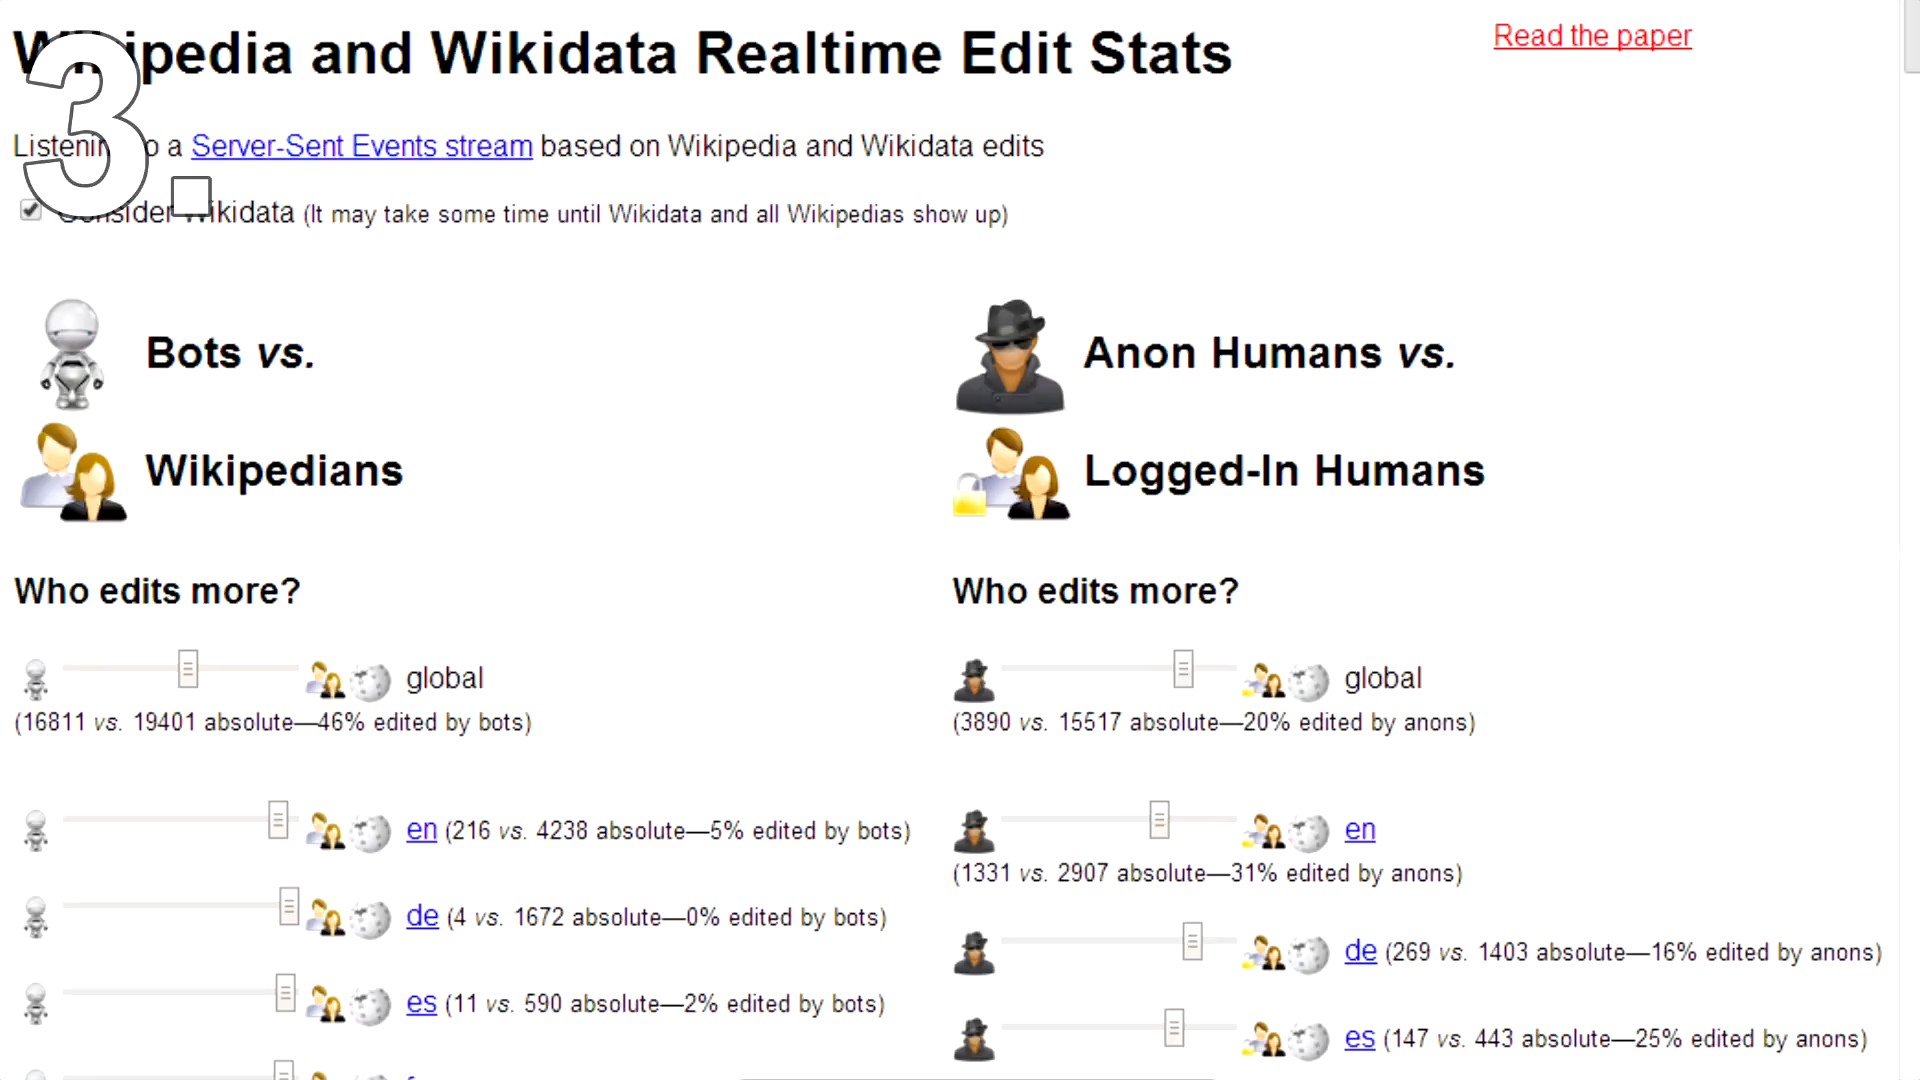 Wikipedia and Wikidata Realtime Edit Stats
Read the paper
3.
Listening to a Server-Sent Events stream based on Wikipedia and Wikidata edits
Consider Wikidata (It may take some time until Wikidata and all Wikipedias show up)
Bots vs.
Wikipedians
Who edits more?
global
(16811 vs. 19401 absolute—46% edited by bots)
en (216 vs. 4238 absolute—5% edited by bots)
de (4 vs. 1672 absolute—0% edited by bots)
es (11 vs. 590 absolute—2% edited by bots)
Anon Humans vs.
Logged-In Humans
Who edits more?
global
(3890 vs. 15517 absolute—20% edited by anons)
en
(1331 vs. 2907 absolute—31% edited by anons)
de (269 vs. 1403 absolute—16% edited by anons)
es (147 vs. 443 absolute—25% edited by anons)